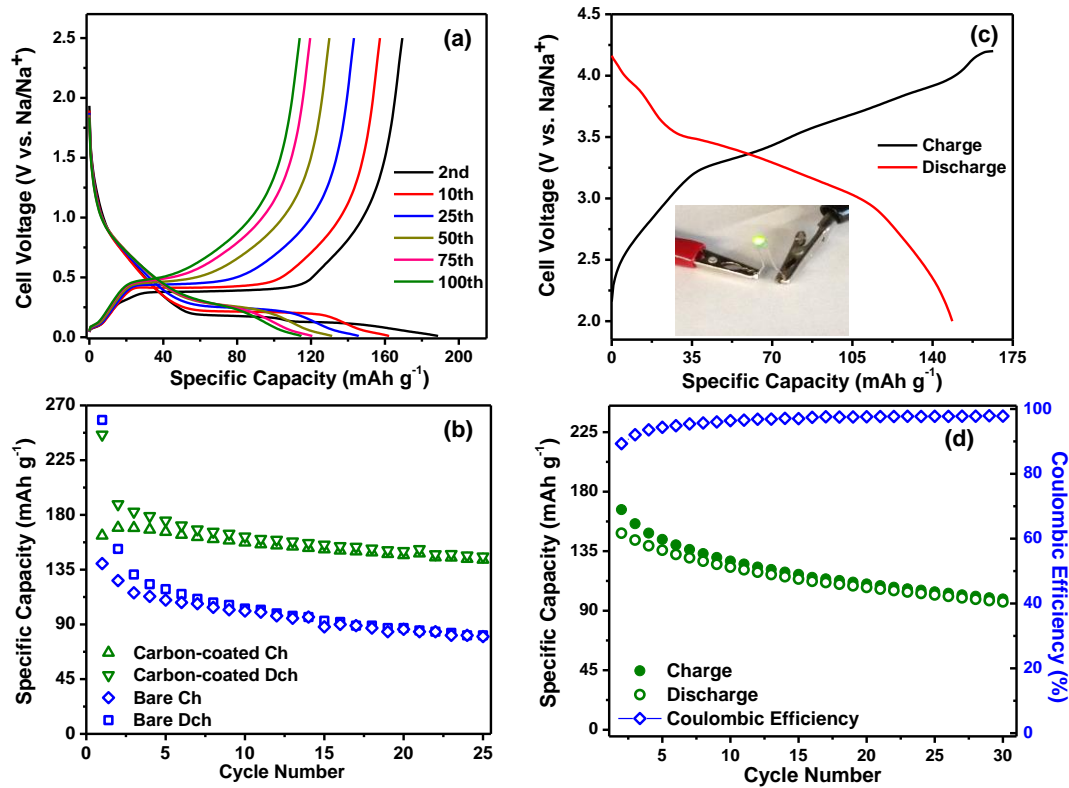 (a)
2.5
2.0
1.5
1.0
0.5
0.0
Cell Voltage (V vs. Na/Na⁺)
2nd
10th
25th
50th
75th
100th
0 40 80 120 160 200
Specific Capacity (mAh g⁻¹)
(c)
4.5
4.0
3.5
3.0
2.5
2.0
Cell Voltage (V vs. Na/Na⁺)
Charge
Discharge
0 35 70 105 140 175
Specific Capacity (mAh g⁻¹)
(b)
270
225
180
135
90
45
0
Specific Capacity (mAh g⁻¹)
Carbon-coated Ch
Carbon-coated Dch
Bare Ch
Bare Dch
0 5 10 15 20 25
Cycle Number
(d)
225
180
135
90
45
0
Specific Capacity (mAh g⁻¹)
Charge
Discharge
Coulombic Efficiency
100
80
60
40
20
0
Coulombic Efficiency (%)
5 10 15 20 25 30
Cycle Number